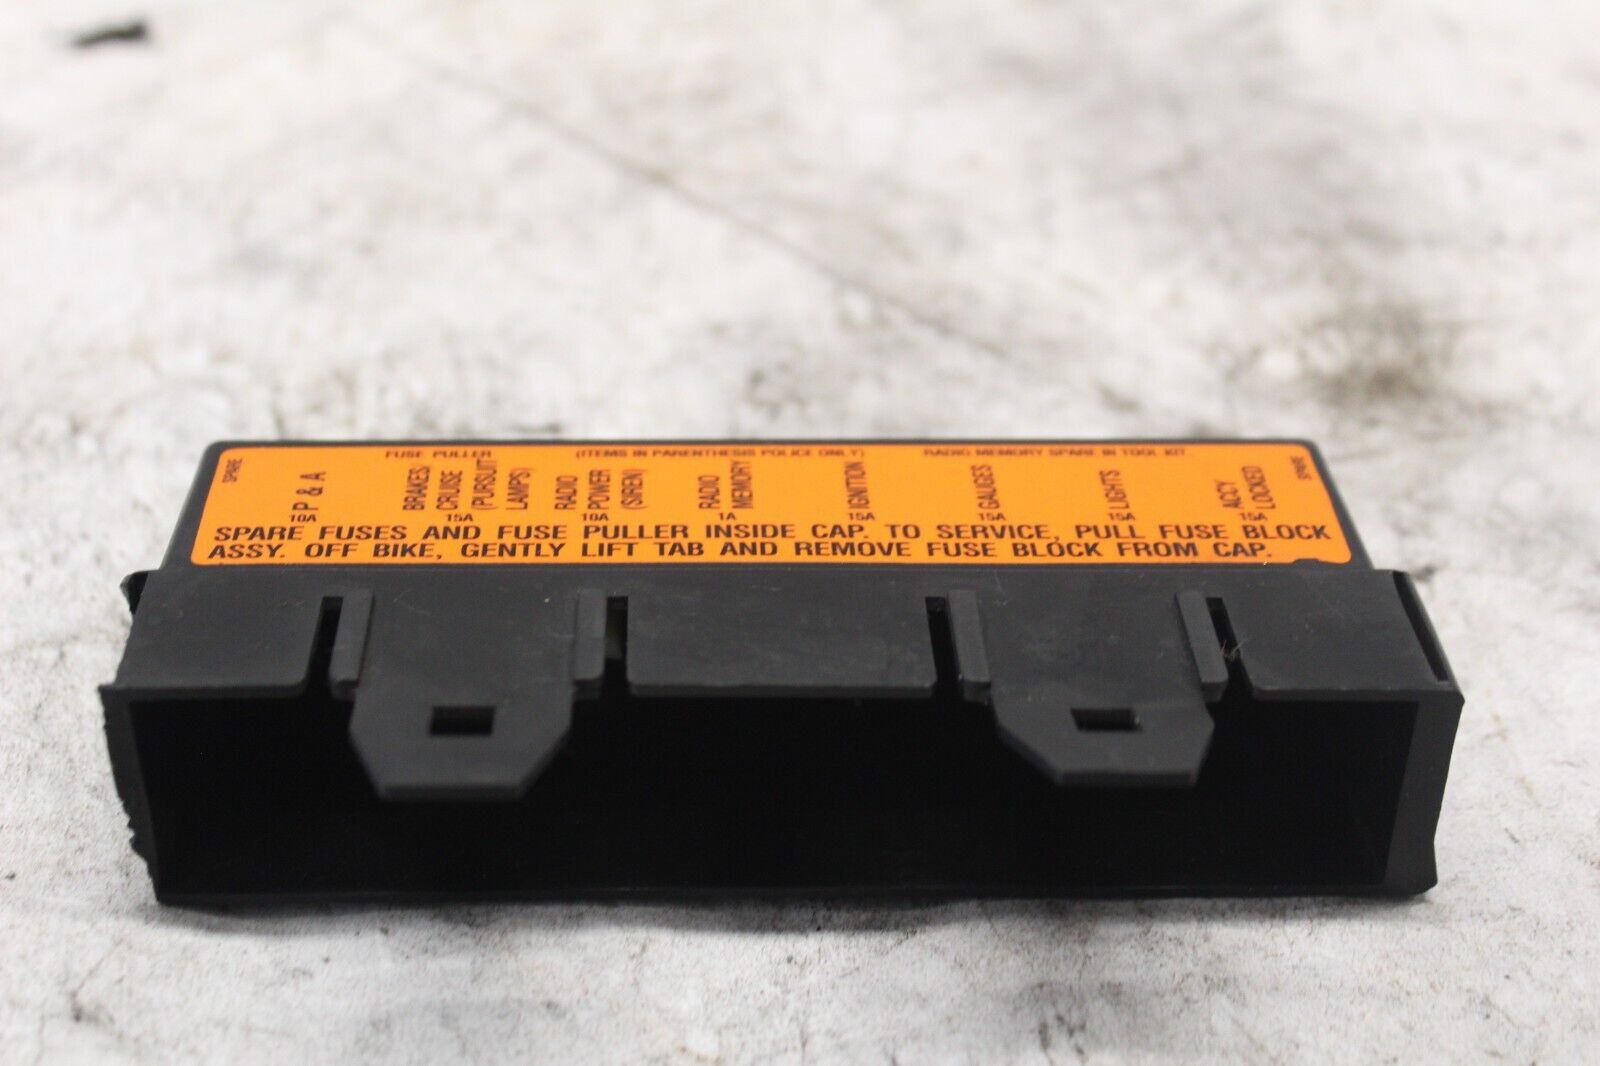 SPARE
FUSE PULLER (ITEMS IN PARENTHESIS POLICE ONLY) RADIO MEMORY SPARE IN TOOL KIT.
SPARE
P & A
10A
BRAKES
CRUISE
(PURSUIT
LAMPS)
15A
RADIO
POWER
(SIREN)
10A
RADIO
MEMORY
1A
IGNITION
15A
GAUGES
15A
LIGHTS
15A
ACCY
LOCKED
15A
SPARE FUSES AND FUSE PULLER INSIDE CAP. TO SERVICE, PULL FUSE BLOCK
ASSY. OFF BIKE, GENTLY LIFT TAB AND REMOVE FUSE BLOCK FROM CAP.